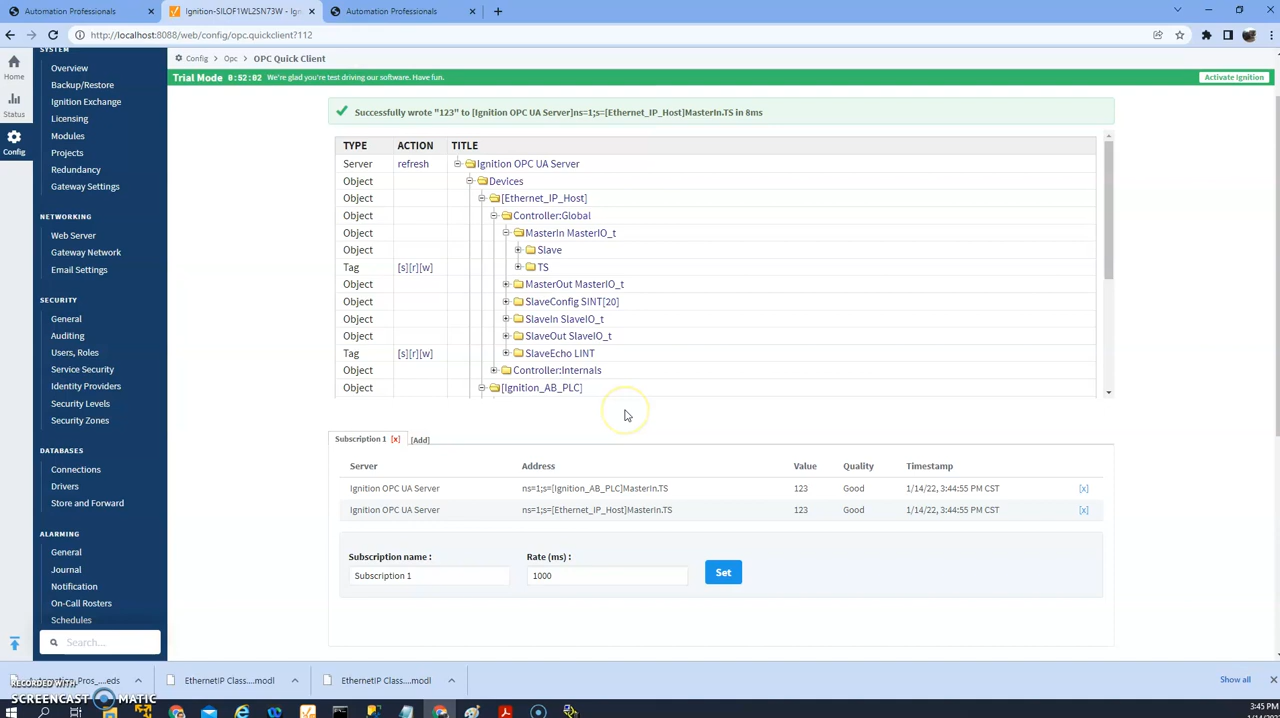 Automation Professionals
Ignition-SILOF1WL2SN73W - Ign
Automation Professionals
http://localhost:8088/web/config/opc.quickclient?112
Home
Status
Config
SYSTEM
Overview
Backup/Restore
Ignition Exchange
Licensing
Modules
Projects
Redundancy
Gateway Settings
NETWORKING
Web Server
Gateway Network
Email Settings
SECURITY
General
Auditing
Users, Roles
Service Security
Identity Providers
Security Levels
Security Zones
DATABASES
Connections
Drivers
Store and Forward
ALARMING
General
Journal
Notification
On-Call Rosters
Schedules
Search...
Config > Opc > OPC Quick Client
Trial Mode 0:52:02 We're glad you're test driving our software. Have fun. Activate Ignition
Successfully wrote "123" to [Ignition OPC UA Server]ns=1;s=[Ethernet_IP_Host]MasterIn.TS in 8ms
TYPE ACTION TITLE
Server refresh Ignition OPC UA Server
Object Devices
Object [Ethernet_IP_Host]
Object Controller:Global
Object MasterIn MasterIO_t
Object Slave
Tag [s][r][w] TS
Object MasterOut MasterIO_t
Object SlaveConfig SINT[20]
Object SlaveIn SlaveIO_t
Object SlaveOut SlaveIO_t
Tag [s][r][w] SlaveEcho LINT
Object Controller:Internals
Object [Ignition_AB_PLC]
Subscription 1 [x] [Add]
Server Address Value Quality Timestamp
Ignition OPC UA Server ns=1;s=[Ignition_AB_PLC]MasterIn.TS 123 Good 1/14/22, 3:44:55 PM CST [x]
Ignition OPC UA Server ns=1;s=[Ethernet_IP_Host]MasterIn.TS 123 Good 1/14/22, 3:44:55 PM CST [x]
Subscription name : Rate (ms) :
Subscription 1 1000 Set
Pros_....eds
EthernetIP Class....modl
EthernetIP Class....modl
Show all
RECORDED WITH
SCREENCAST MATIC
3:45 PM